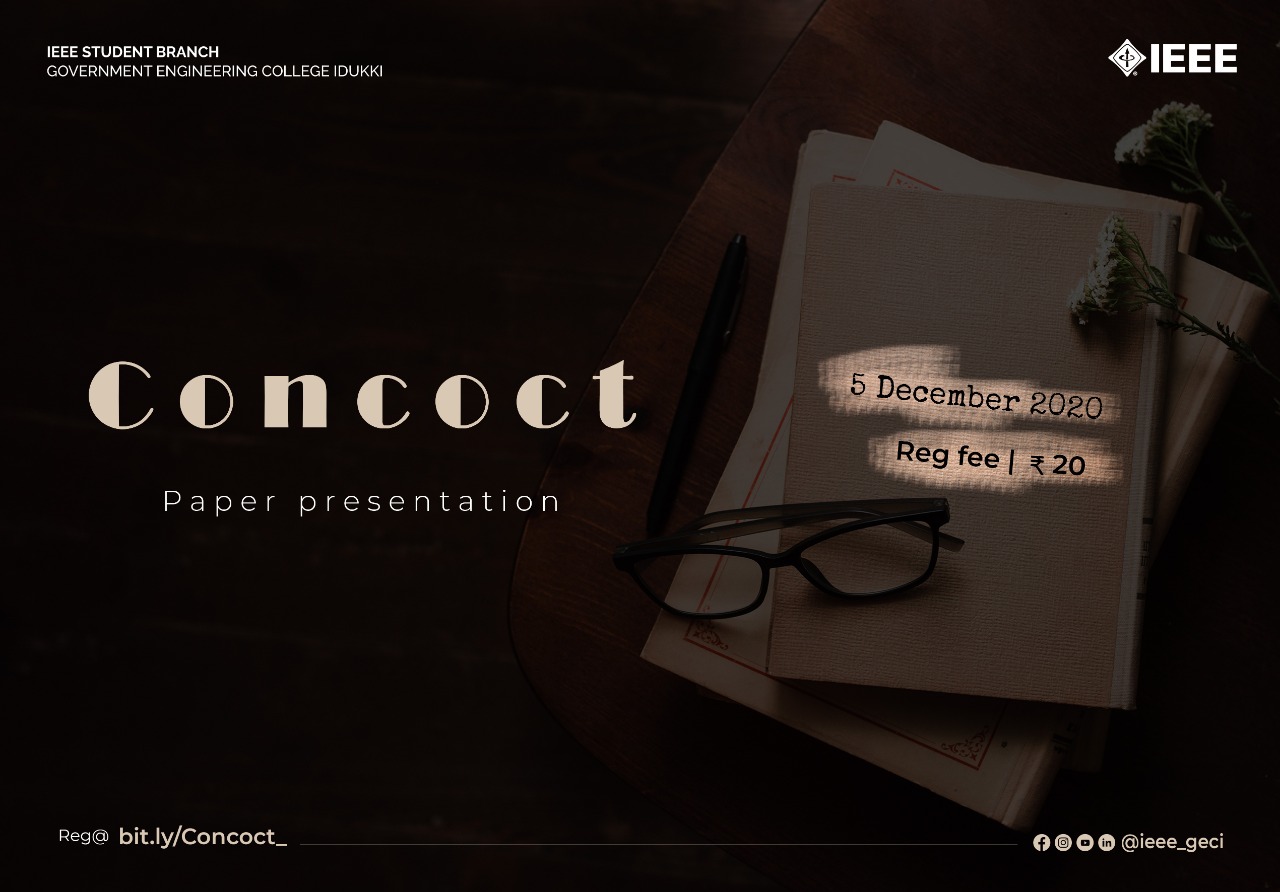 IEEE STUDENT BRANCH
GOVERNMENT ENGINEERING COLLEGE IDUKKI
IEEE
Concoct
Paper presentation
5 December 2020
Reg fee | ₹ 20
Reg@ bit.ly/Concoct_
@ieee_geci